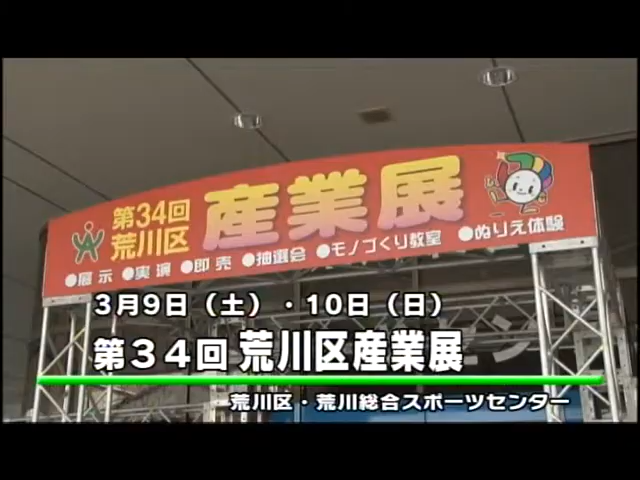 第34回
荒川区
産業展
●展示 ●実演 ●即売 ●抽選会 ●モノづくり教室 ●ぬりえ体験
3月9日（土）・10日（日）
第３４回 荒川区産業展
荒川区・荒川総合スポーツセンター